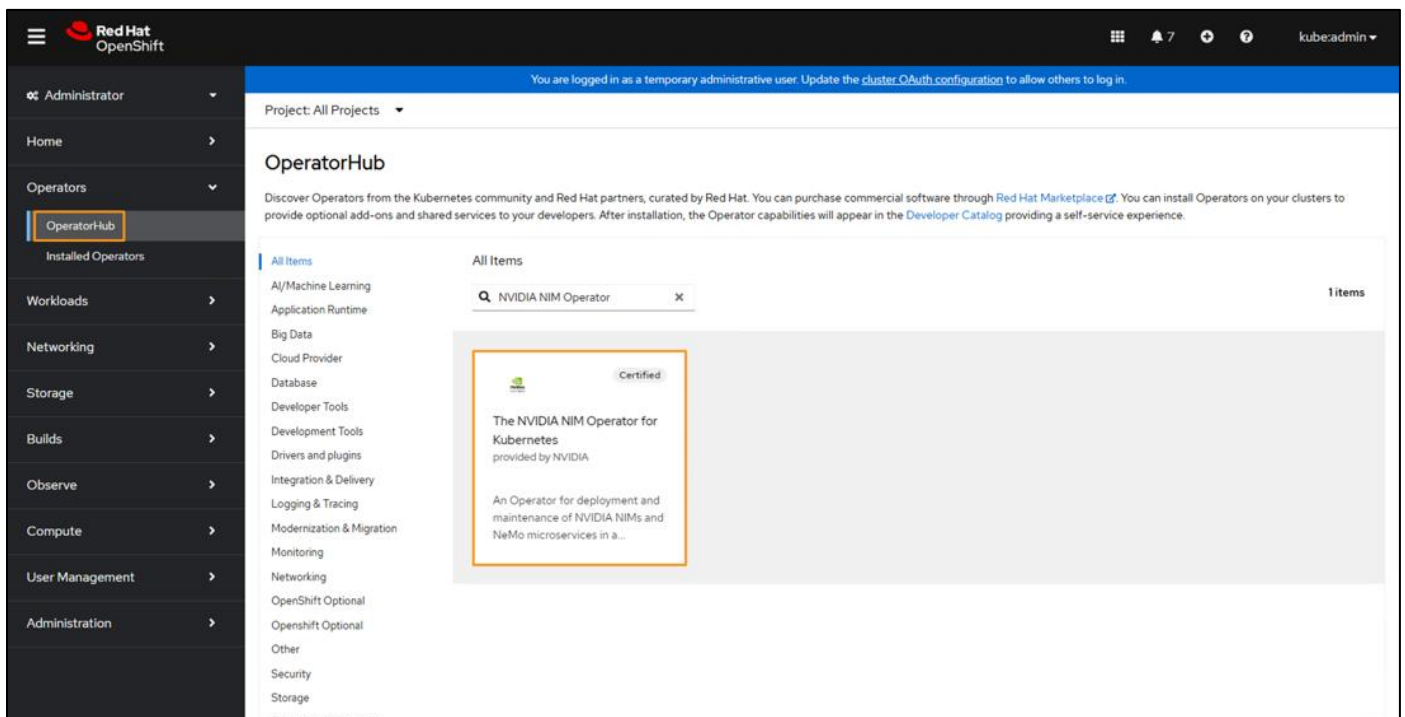 Red Hat
OpenShift
7
kube:admin
You are logged in as a temporary administrative user. Update the cluster OAuth configuration to allow others to log in.
Administrator
Home
Operators
OperatorHub
Installed Operators
Workloads
Networking
Storage
Builds
Observe
Compute
User Management
Administration
Project: All Projects
OperatorHub
Discover Operators from the Kubernetes community and Red Hat partners, curated by Red Hat. You can purchase commercial software through Red Hat Marketplace. You can install Operators on your clusters to
provide optional add-ons and shared services to your developers. After installation, the Operator capabilities will appear in the Developer Catalog providing a self-service experience.
All Items
AI/Machine Learning
Application Runtime
Big Data
Cloud Provider
Database
Developer Tools
Development Tools
Drivers and plugins
Integration & Delivery
Logging & Tracing
Modernization & Migration
Monitoring
Networking
OpenShift Optional
Openshift Optional
Other
Security
Storage
All Items
NVIDIA NIM Operator
1 items
Certified
The NVIDIA NIM Operator for
Kubernetes
provided by NVIDIA
An Operator for deployment and
maintenance of NVIDIA NIMs and
NeMo microservices in a...